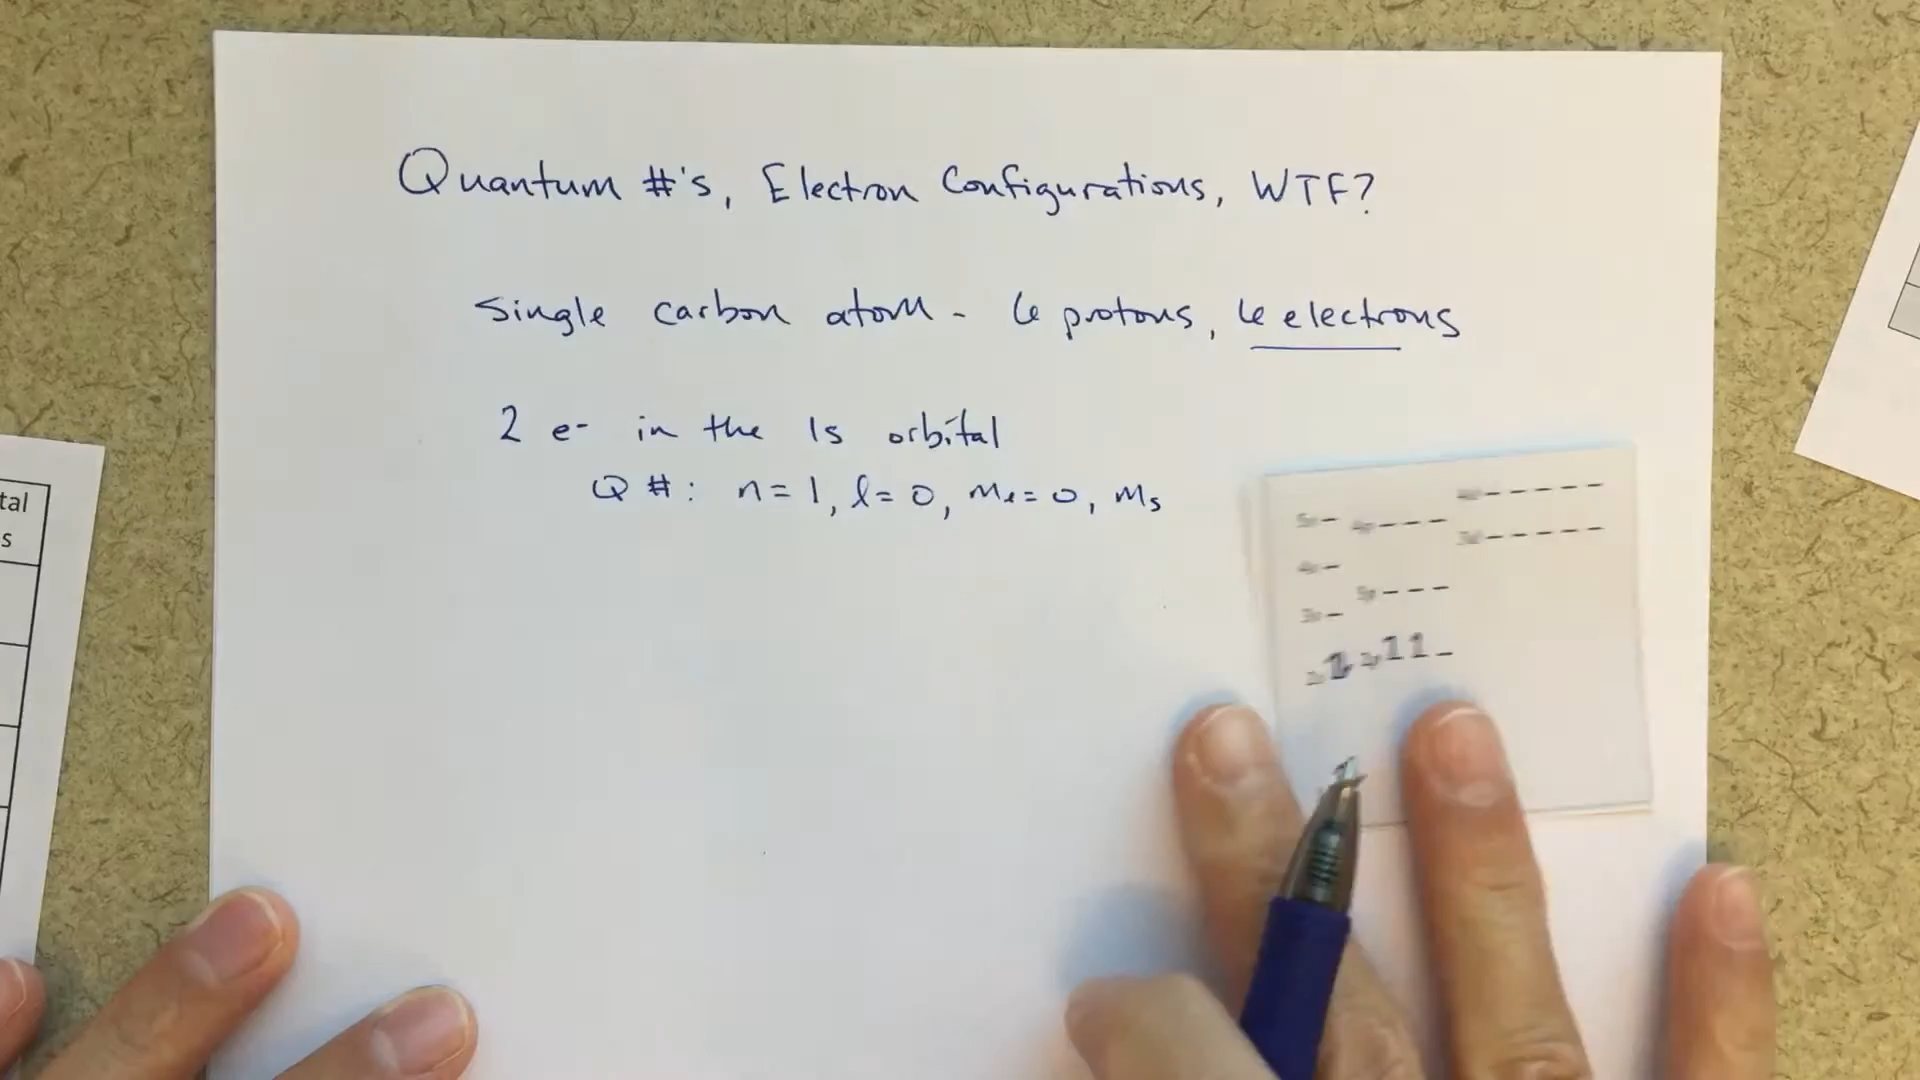 Quantum #'s, Electron Configurations, WTF?
single carbon atom - 6 protons, 6 electrons
2 e- in the 1s orbital
Q #: n=1, l=0, ml=0, ms
tal
s